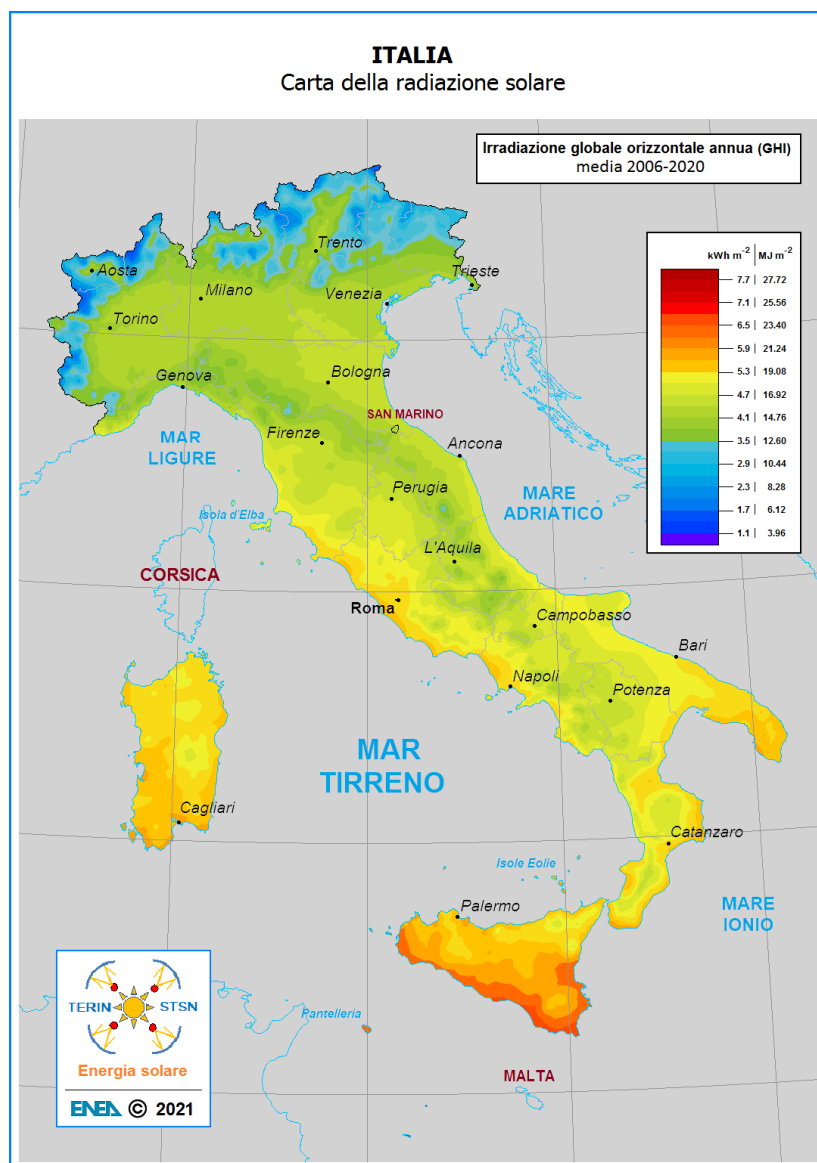 ITALIA
Carta della radiazione solare
Irradiazione globale orizzontale annua (GHI)
media 2006-2020
kWh m-2 | MJ m-2
7.7 | 27.72
7.1 | 25.56
6.5 | 23.40
5.9 | 21.24
5.3 | 19.08
4.7 | 16.92
4.1 | 14.76
3.5 | 12.60
2.9 | 10.44
2.3 | 8.28
1.7 | 6.12
1.1 | 3.96
Trento
Aosta
Trieste
Milano
Venezia
Torino
Genova
Bologna
SAN MARINO
MAR
LIGURE
Firenze
Ancona
Perugia
MARE
ADRIATICO
Isola d'Elba
L'Aquila
CORSICA
Roma
Campobasso
Bari
Napoli
Potenza
MAR
TIRRENO
Cagliari
Catanzaro
Isole Eolie
Palermo
MARE
IONIO
Pantelleria
MALTA
TERIN
STSN
Energia solare
ENEA © 2021